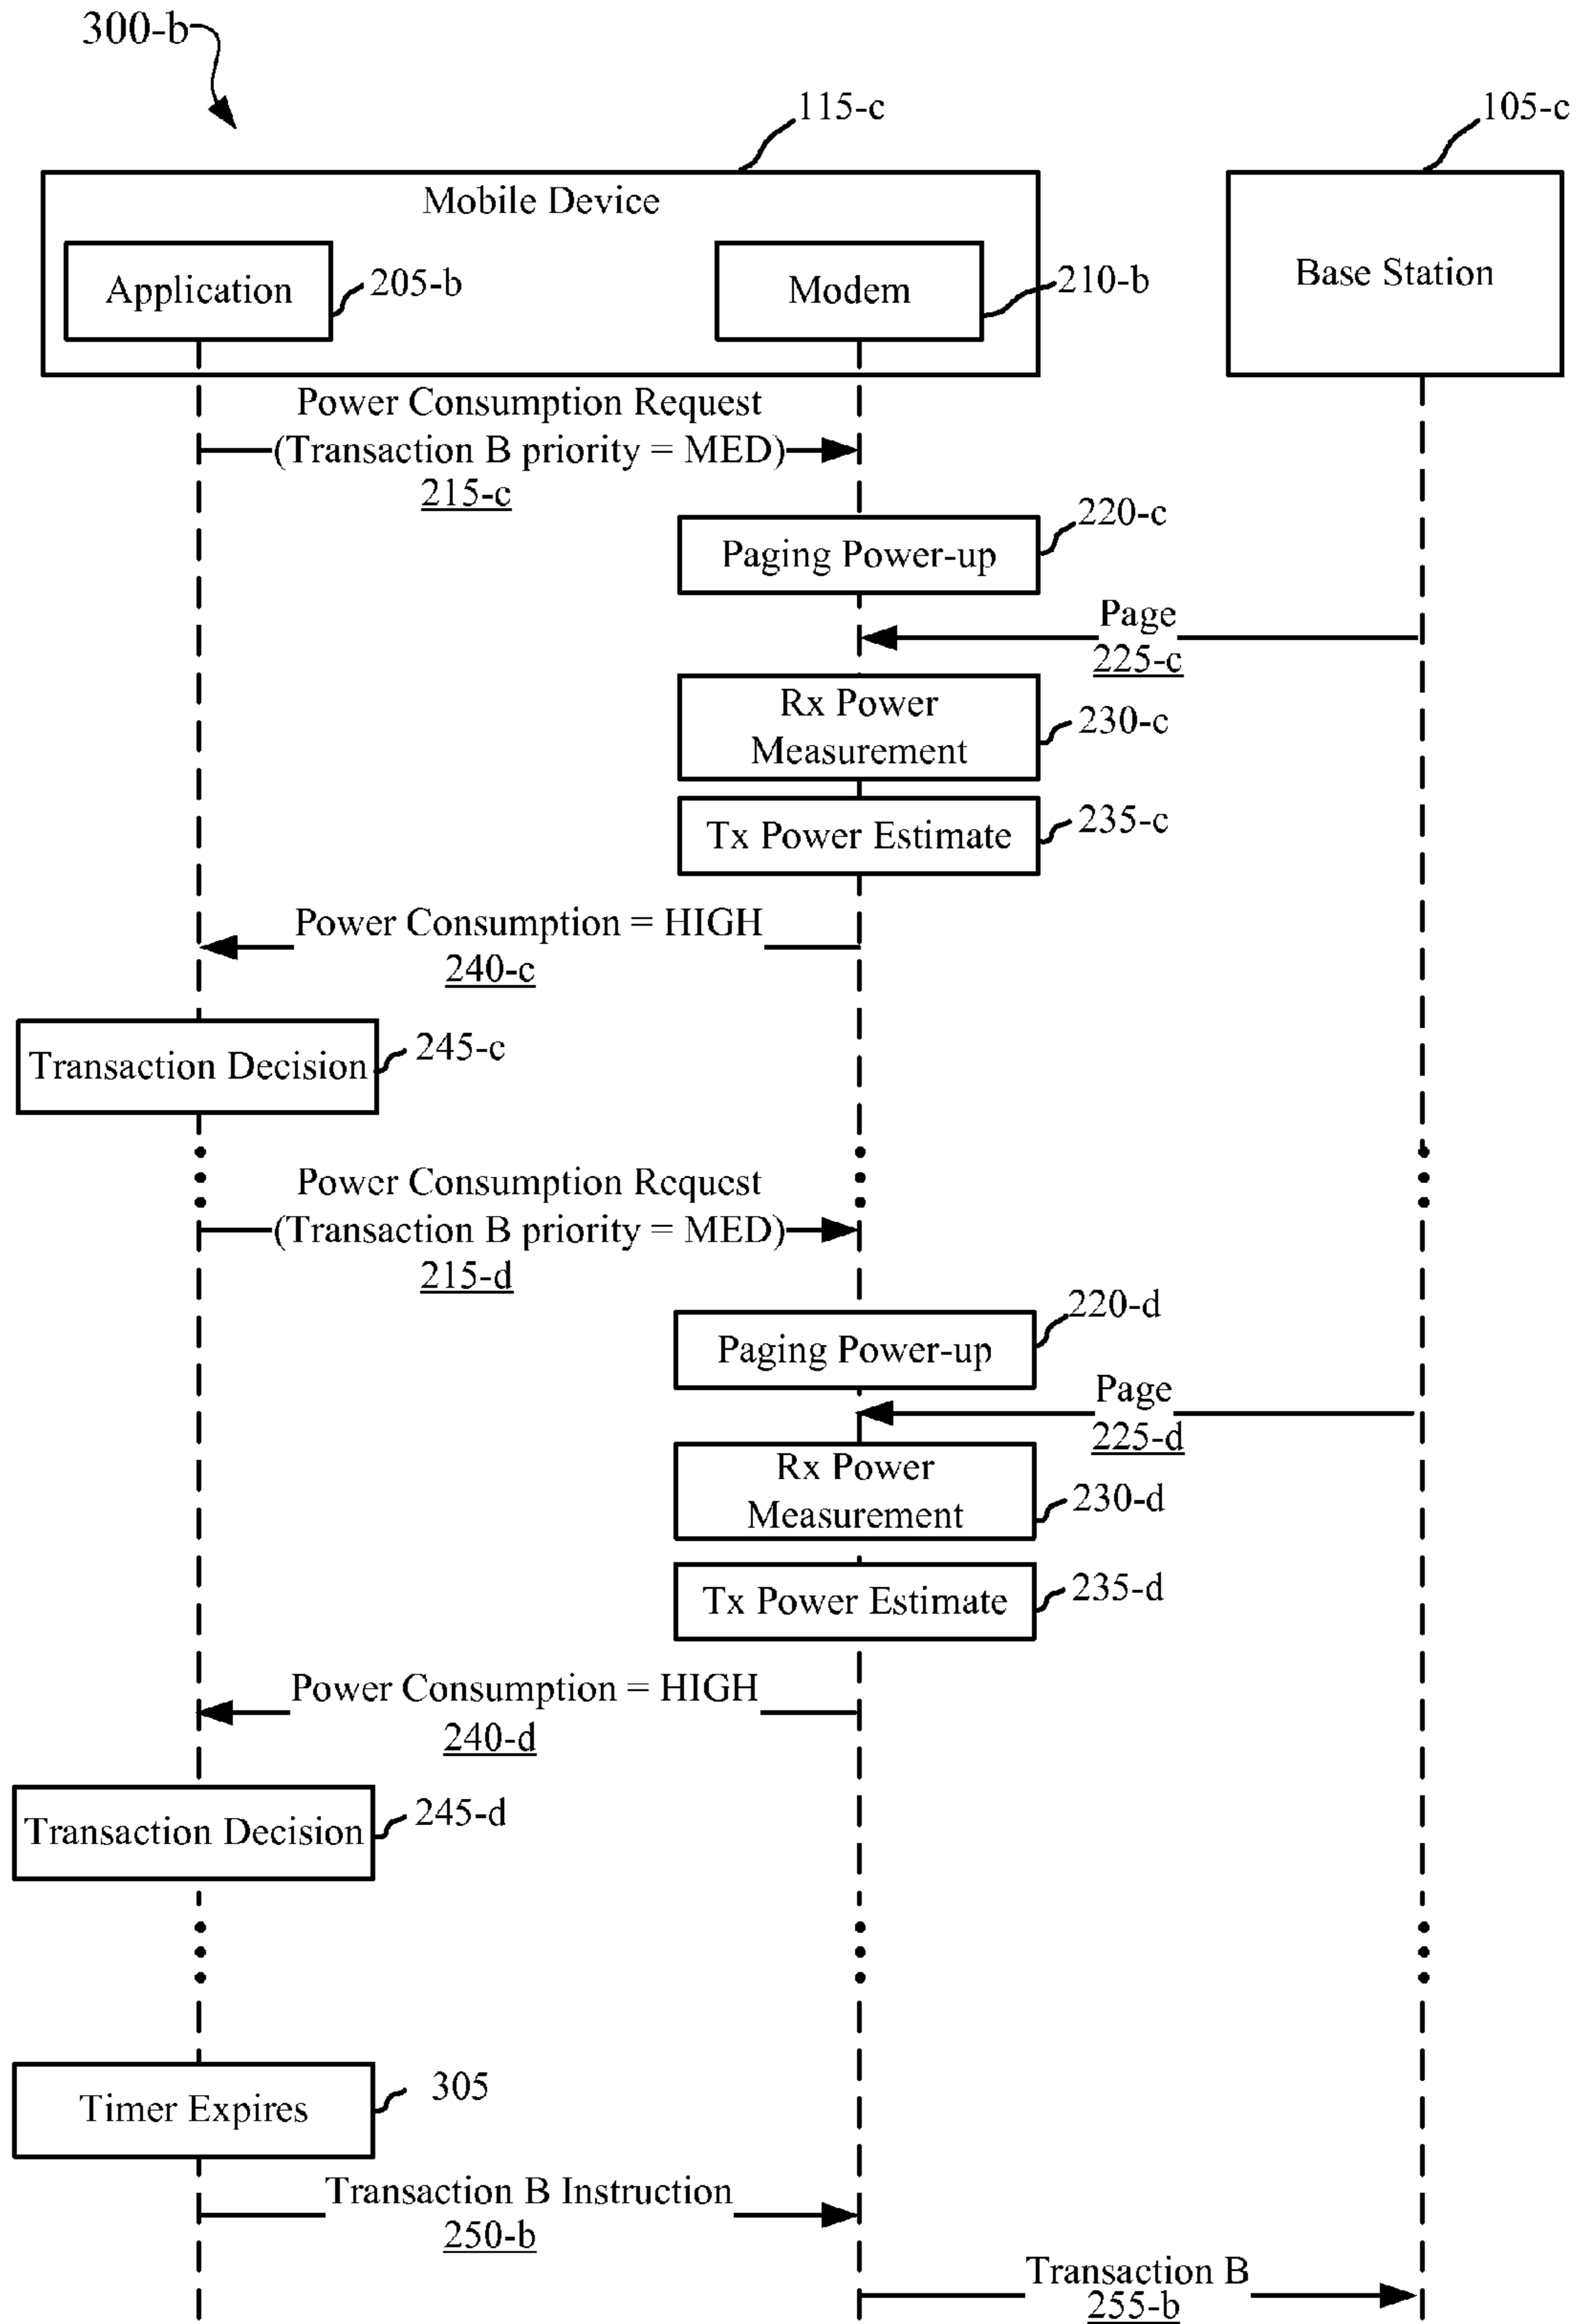 300-b
115-c
105-c
Mobile Device
Application
205-b
Modem
210-b
Base Station
Power Consumption Request
(Transaction B priority = MED)
215-c
220-c
Paging Power-up
Page
225-c
Rx Power
Measurement
230-c
Tx Power Estimate
235-c
Power Consumption = HIGH
240-c
Transaction Decision
245-c
Power Consumption Request
(Transaction B priority = MED)
215-d
220-d
Paging Power-up
Page
225-d
Rx Power
Measurement
230-d
Tx Power Estimate
235-d
Power Consumption = HIGH
240-d
Transaction Decision
245-d
Timer Expires
305
Transaction B Instruction
250-b
Transaction B
255-b